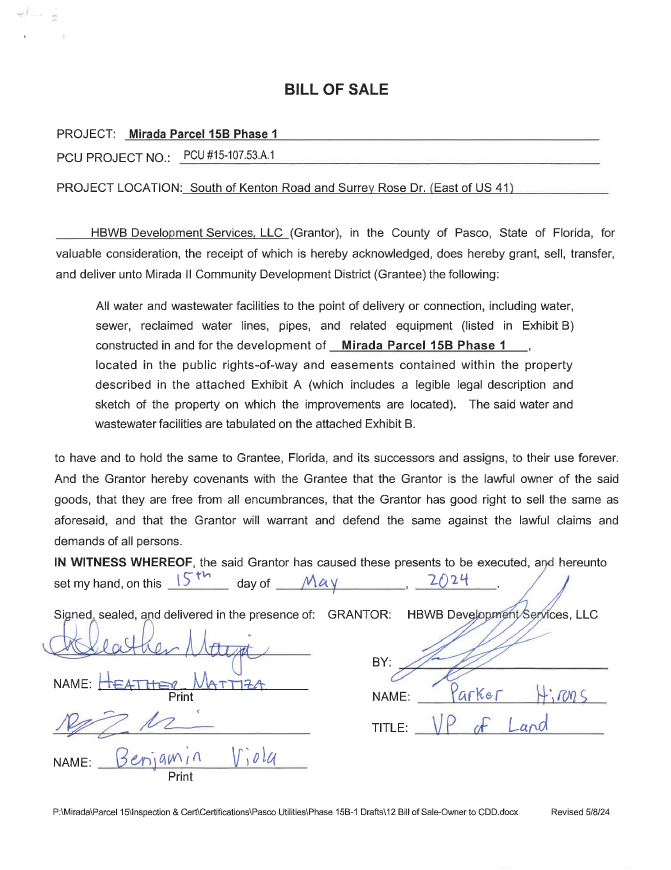 BILL OF SALE
PROJECT: Mirada Parcel 15B Phase 1
PCU PROJECT NO.: PCU #15-107.53.A.1
PROJECT LOCATION: South of Kenton Road and Surrey Rose Dr. (East of US 41)
HBWB Development Services, LLC (Grantor), in the County of Pasco, State of Florida, for
valuable consideration, the receipt of which is hereby acknowledged, does hereby grant, sell, transfer,
and deliver unto Mirada II Community Development District (Grantee) the following:
All water and wastewater facilities to the point of delivery or connection, including water,
sewer, reclaimed water lines, pipes, and related equipment (listed in Exhibit B)
constructed in and for the development of Mirada Parcel 15B Phase 1,
located in the public rights-of-way and easements contained within the property
described in the attached Exhibit A (which includes a legible legal description and
sketch of the property on which the improvements are located). The said water and
wastewater facilities are tabulated on the attached Exhibit B.
to have and to hold the same to Grantee, Florida, and its successors and assigns, to their use forever.
And the Grantor hereby covenants with the Grantee that the Grantor is the lawful owner of the said
goods, that they are free from all encumbrances, that the Grantor has good right to sell the same as
aforesaid, and that the Grantor will warrant and defend the same against the lawful claims and
demands of all persons.
IN WITNESS WHEREOF, the said Grantor has caused these presents to be executed, and hereunto
set my hand, on this 15th day of May, 2024.
Signed, sealed, and delivered in the presence of: GRANTOR: HBWB Development Services, LLC
Heather
BY:
NAME: HEATHER MATTIZA
Print
NAME: Parker Hirons
TITLE: VP of Land
NAME: Benjamin Viola
Print
P:\Mirada\Parcel 15\Inspection & Cert\Certifications\Pasco Utilities\Phase 15B-1 Drafts\12 Bill of Sale-Owner to CDD.docx Revised 5/8/24